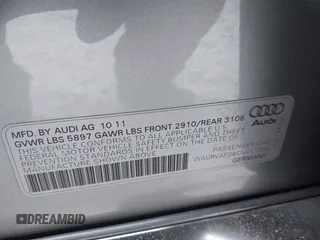 MFD. BY AUDI AG 10 11
GVWR LBS 5897 GAWR LBS FRONT 2910/REAR 3108
THIS VEHICLE CONFORMS TO ALL APPLICABLE U.S.
FEDERAL MOTOR VEHICLE SAFETY, BUMPER AND THEFT
PREVENTION STANDARDS IN EFFECT ON THE DATE OF
MANUFACTURE SHOWN ABOVE.
Audi
PASSENGER CAR
GERMANY
DREAMBID